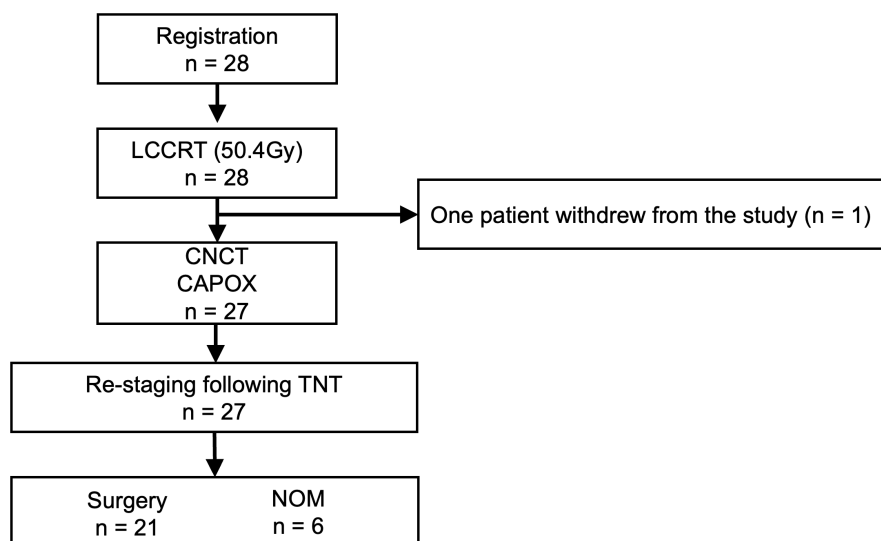 Registration
n = 28
LCCRT (50.4Gy)
n = 28
One patient withdrew from the study (n = 1)
CNCT
CAPOX
n = 27
Re-staging following TNT
n = 27
Surgery
n = 21
NOM
n = 6